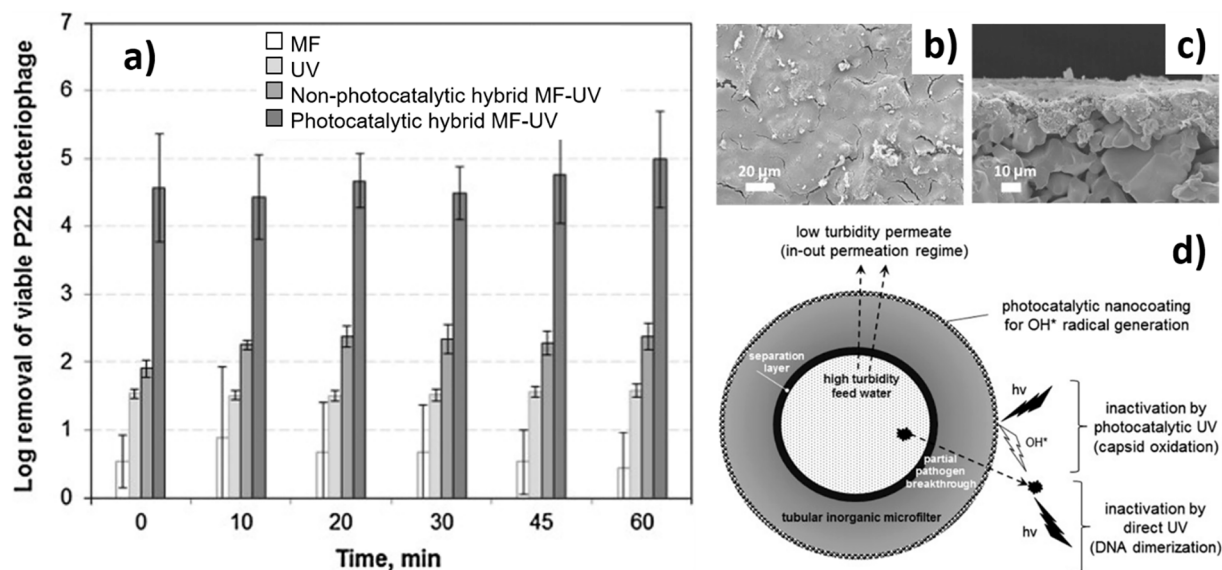 a)
7
6
5
4
3
2
1
0
Log removal of viable P22 bacteriophage
MF
UV
Non-photocatalytic hybrid MF-UV
Photocatalytic hybrid MF-UV
0 10 20 30 45 60
Time, min
b)
20 µm
c)
10 µm
d)
low turbidity permeate
(in-out permeation regime)
photocatalytic nanocoating
for OH* radical generation
separation
layer
high turbidity
feed water
hv
OH*
inactivation by
photocatalytic UV
(capsid oxidation)
partial
pathogen
breakthrough
tubular inorganic microfilter
hv
inactivation by
direct UV
(DNA dimerization)